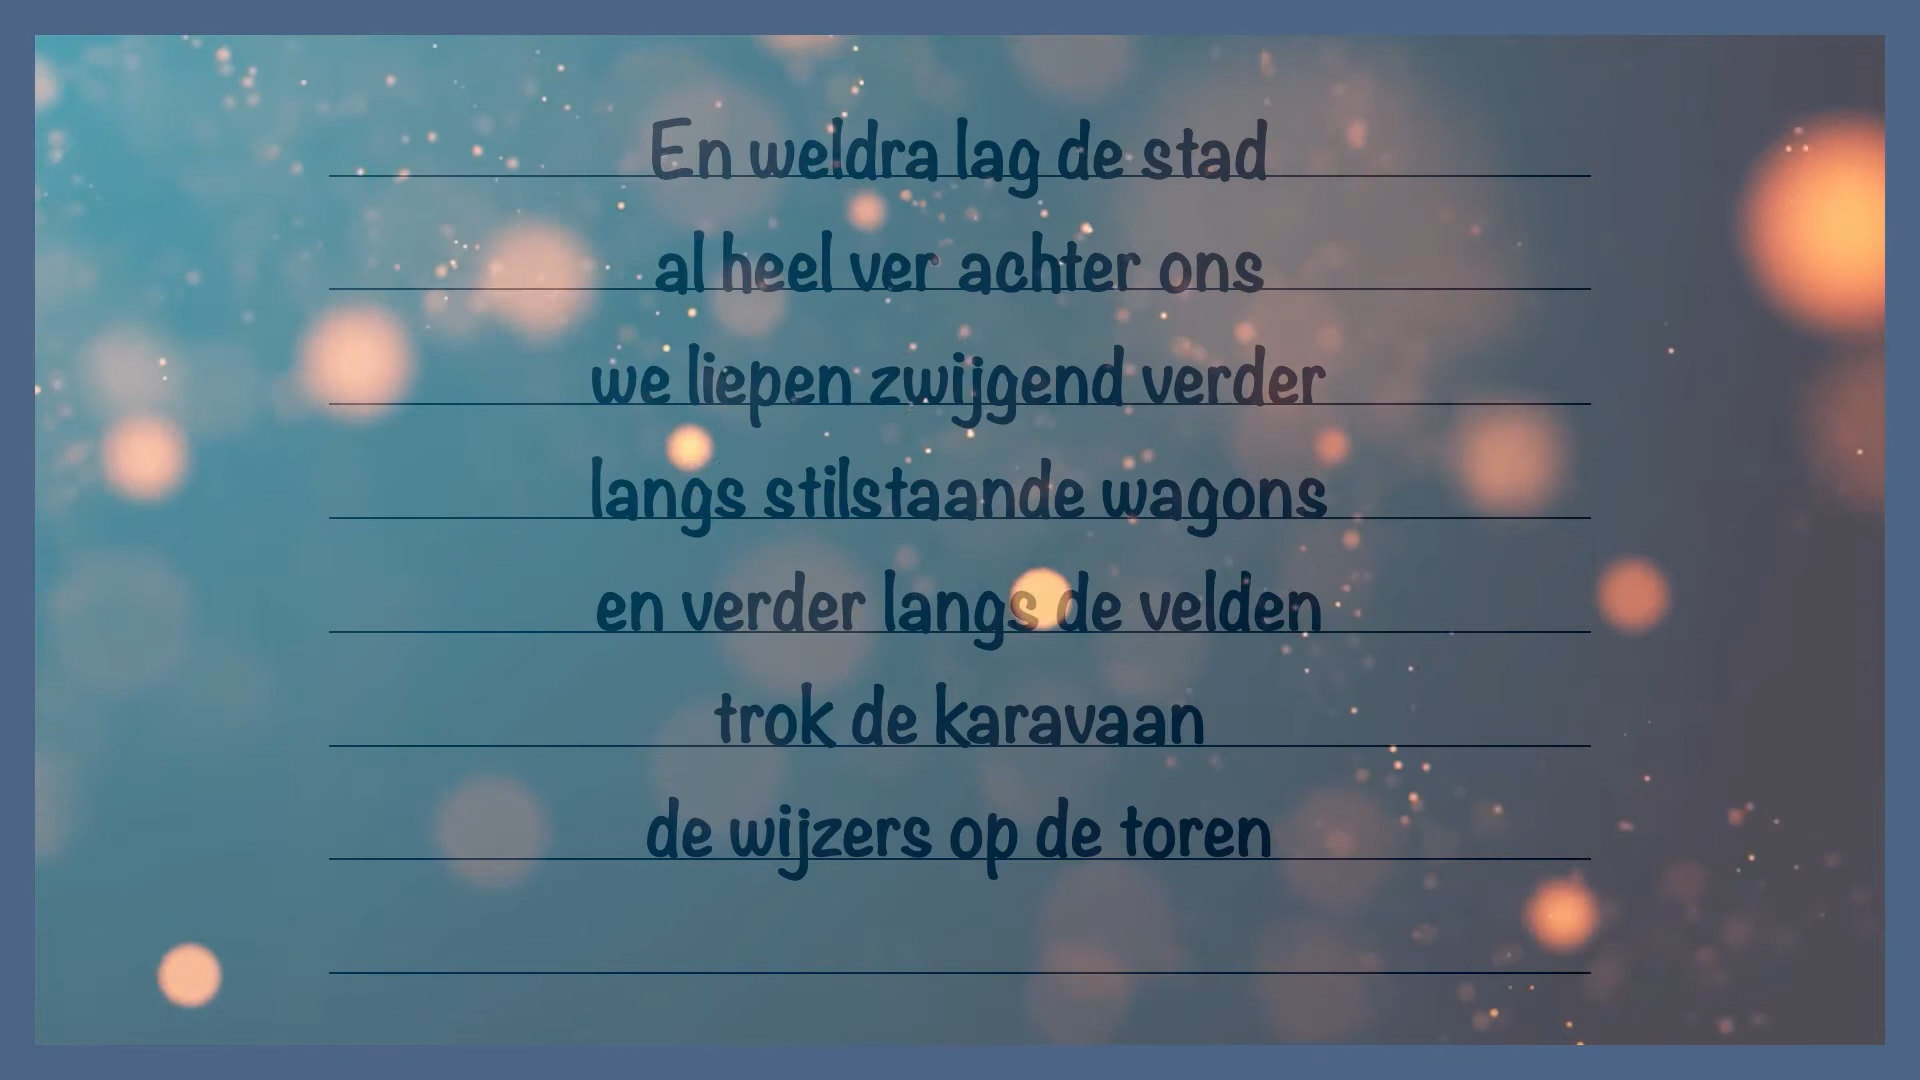 En weldra lag de stad
al heel ver achter ons
we liepen zwijgend verder
langs stilstaande wagons
en verder langs de velden
trok de karavaan
de wijzers op de toren